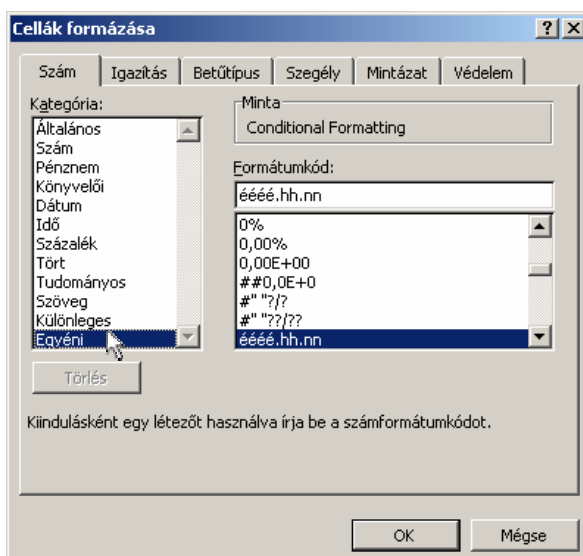 Cellák formázása
Szám Igazítás Betűtípus Szegély Mintázat Védelem
Kategória:
Általános
Szám
Pénznem
Könyvelői
Dátum
Idő
Százalék
Tört
Tudományos
Szöveg
Különleges
Egyéni
Törlés
Minta
Conditional Formatting
Formátumkód:
éééé.hh.nn
0%
0,00%
0,00E+00
##0,0E+0
#" "?/?
#" "??/??
éééé.hh.nn
Kiindulásként egy létezőt használva írja be a számformátumkódot.
OK Mégse